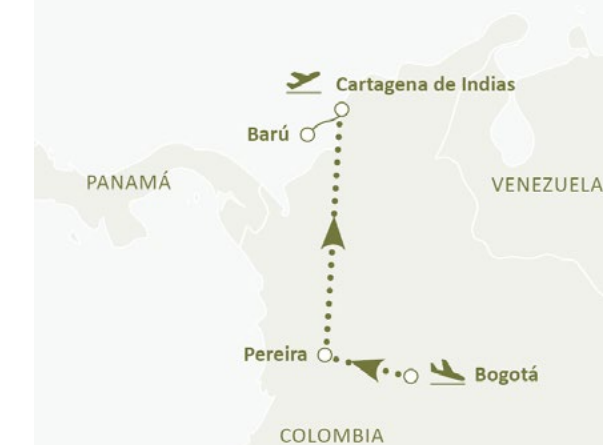 Cartagena de Indias
Barú
PANAMÁ
VENEZUELA
Pereira
Bogotá
COLOMBIA